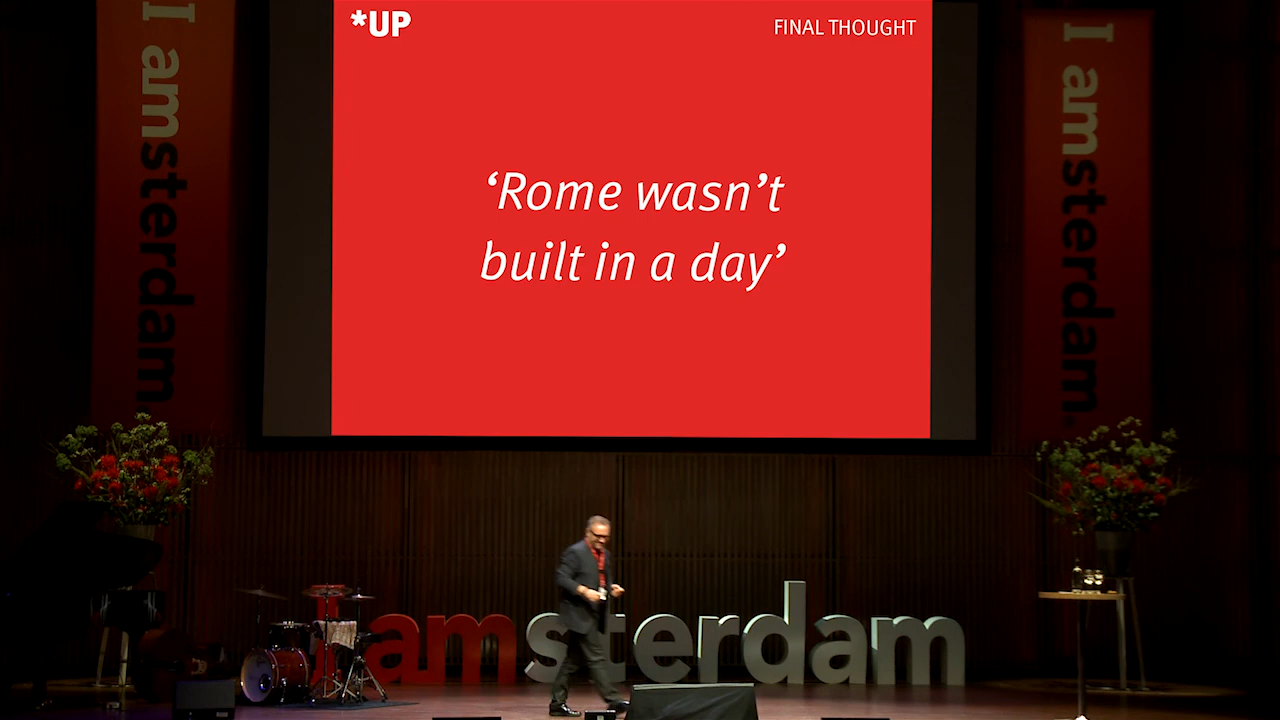 *UP
FINAL THOUGHT
‘Rome wasn’t
built in a day’
I amsterdam
I amsterdam
I amsterdam